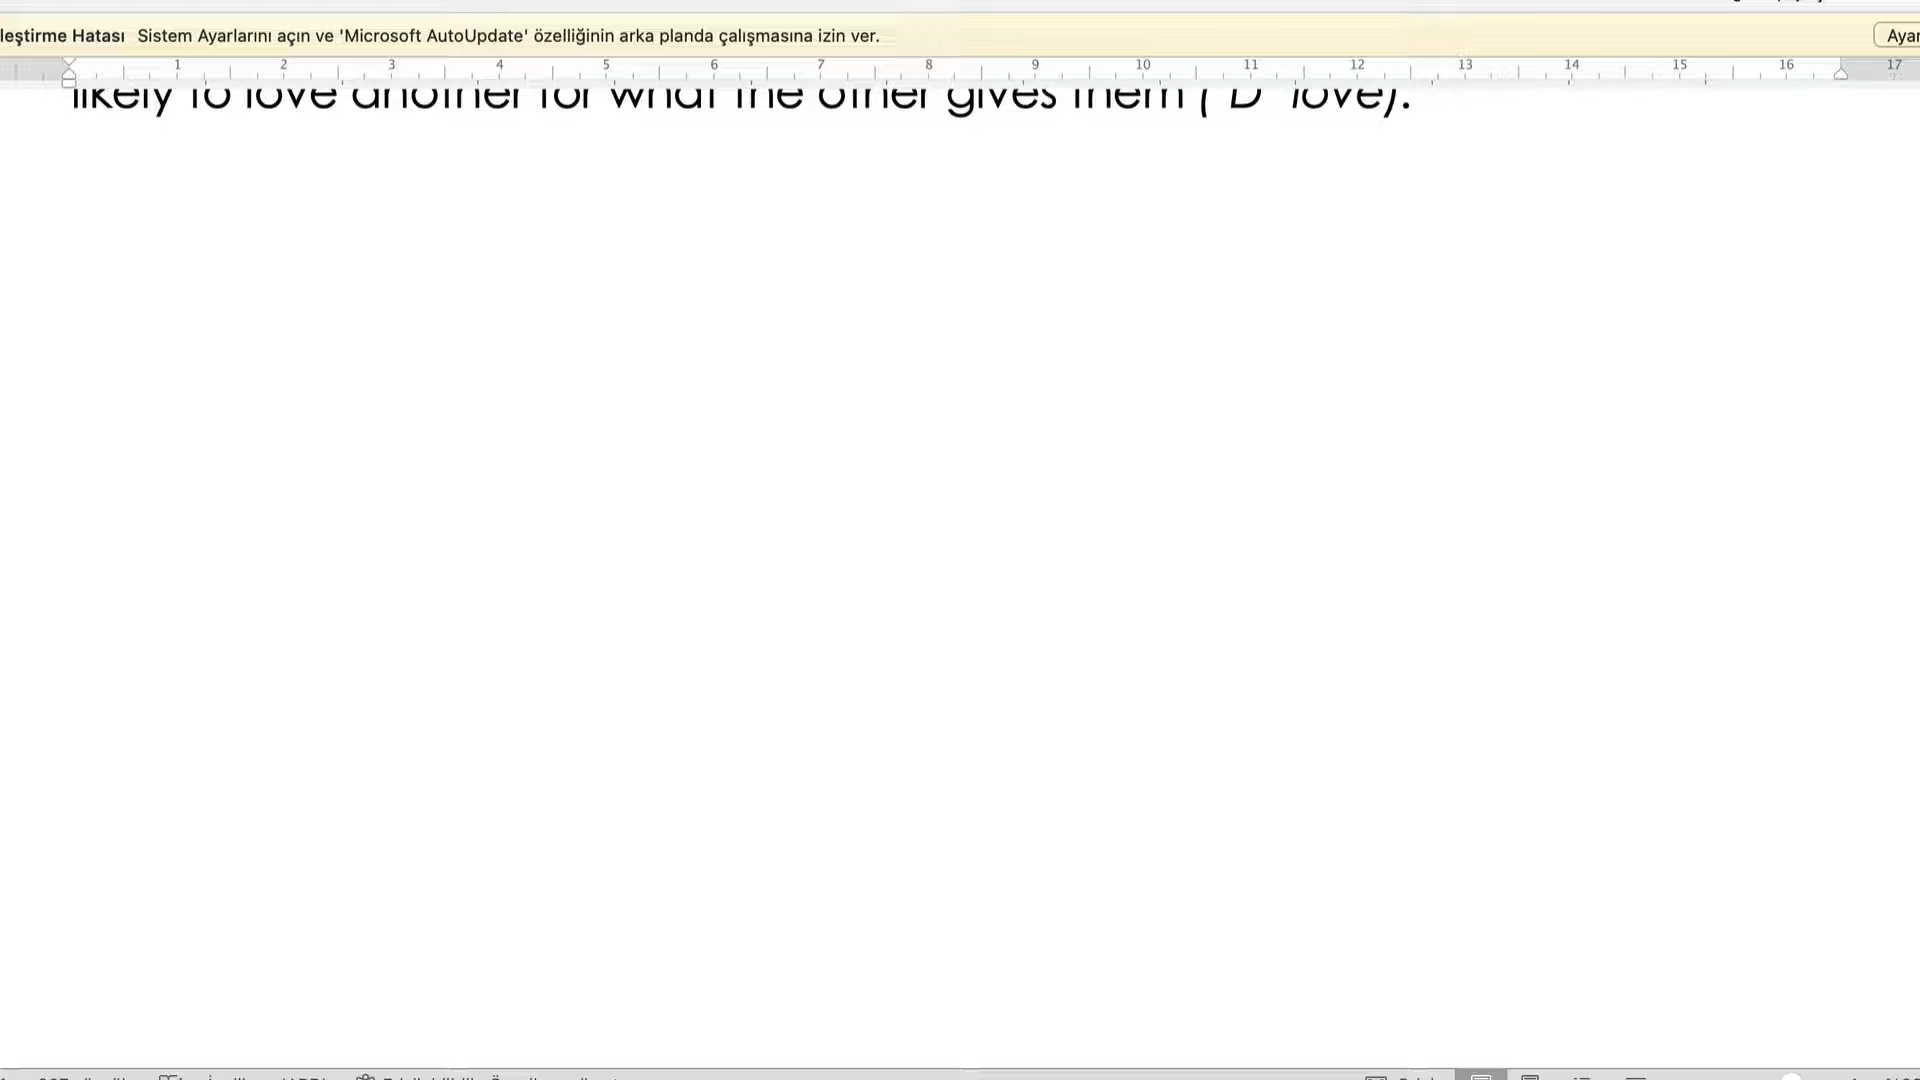 leştirme Hatası Sistem Ayarlarını açın ve 'Microsoft AutoUpdate' özelliğinin arka planda çalışmasına izin ver. Ayar
1 2 3 4 5 6 7 8 9 10 11 12 13 14 15 16 17
likely to love another for what the other gives them ("D" love).